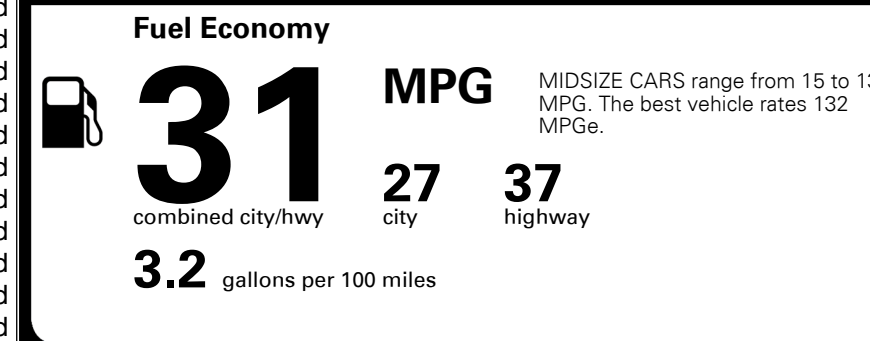 Fuel Economy
31
MPG
MIDSIZE CARS range from 15 to
MPG. The best vehicle rates 132
MPGe.
27
37
combined city/hwy
city
highway
3.2 gallons per 100 miles
d
d
d
d
d
d
d
d
d
d
d